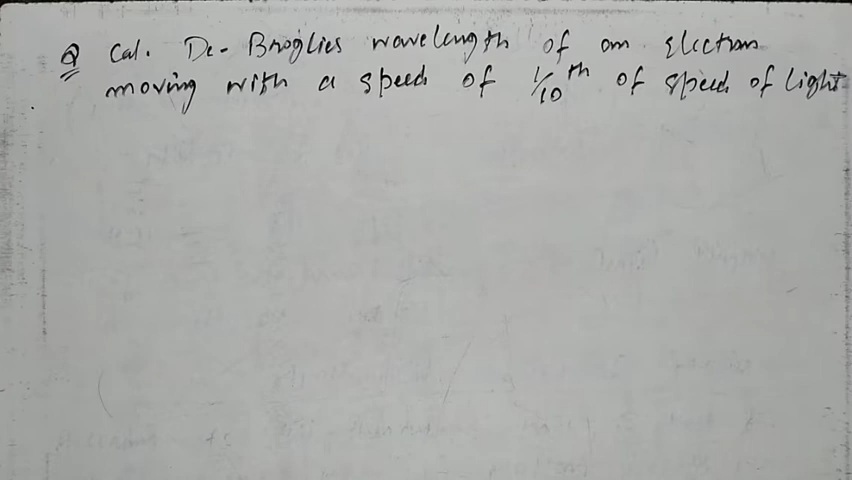 Q Cal. De-Broglies wavelength of an Electron
moving with a speed of 1/10th of speed of light